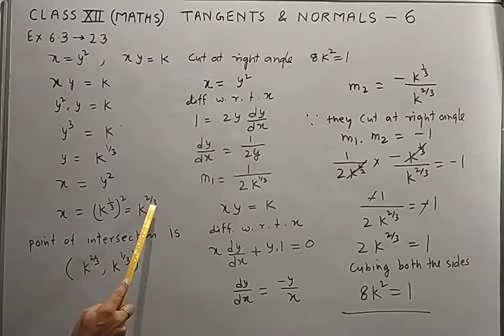 CLASS XII (MATHS) TANGENTS & NORMALS - 6
Ex 6.3 → 23
x = y², xy = K cut at right angle 8K² = 1
xy = K
y².y = K
y³ = K
y = K^{1/3}
x = y²
x = (K^{1/3})² = K^{2/3}
point of intersection is
(K^{2/3}, K^{1/3})
x = y²
diff w.r.t. x
1 = 2y dy/dx
dy/dx = 1/2y
m₁ = 1/2K^{1/3}
xy = K
diff w.r.t. x
x dy/dx + y.1 = 0
dy/dx = -y/x
m₂ = -K^{1/3}/K^{2/3}
∵ they cut at right angle
m₁. m₂ = -1
1/2K^{1/3} × -K^{1/3}/K^{2/3} = -1
-1/2K^{2/3} = -1
2K^{2/3} = 1
Cubing both the sides
8K² = 1